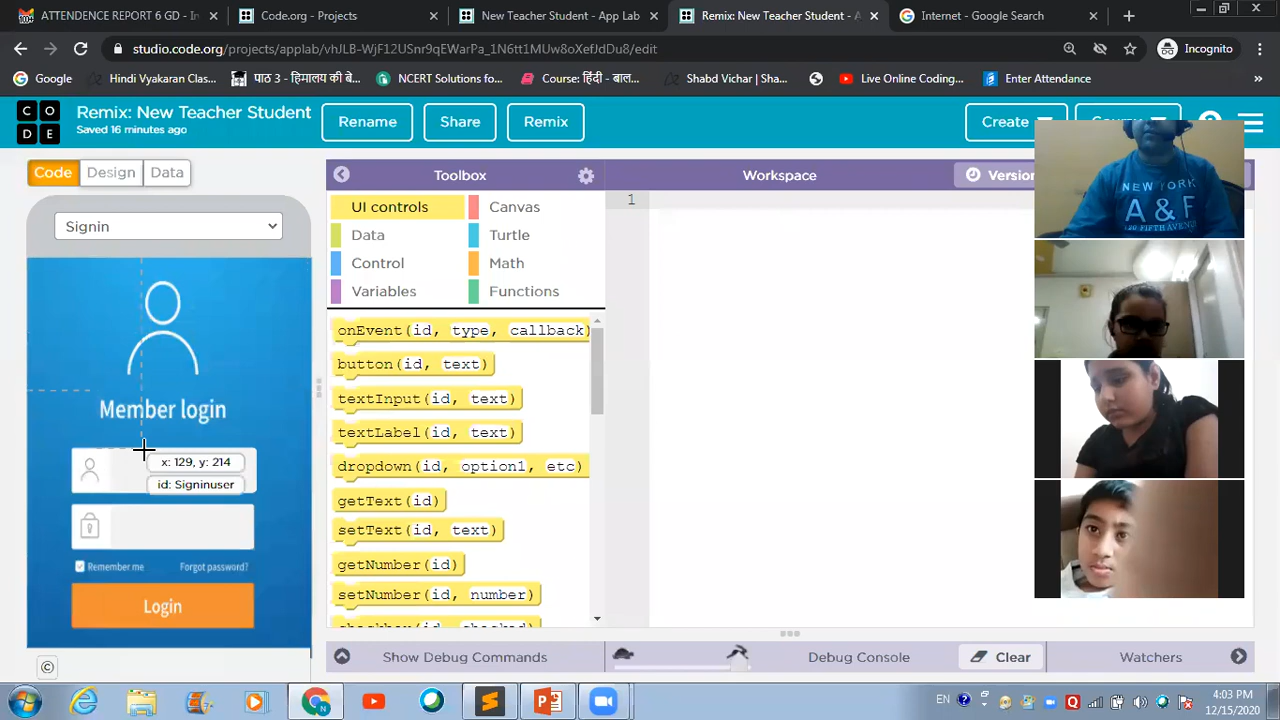 ATTENDENCE REPORT 6 GD - In
Code.org - Projects
New Teacher Student - App Lab
Remix: New Teacher Student - A
Internet - Google Search
studio.code.org/projects/applab/vhJLB-WjF12USnr9qEWarPa_1N6tt1MUw8oXefJdDu8/edit
Incognito
Google
Hindi Vyakaran Clas...
पाठ 3 - हिमालय की बे...
NCERT Solutions fo...
Course: हिंदी - बाल...
Shabd Vichar | Sha...
Live Online Coding...
Enter Attendance
C O
D E
Remix: New Teacher Student
Saved 16 minutes ago
Rename
Share
Remix
Create
Code
Design
Data
Toolbox
Workspace
Version
Signin
UI controls
Canvas
Data
Turtle
Control
Math
Variables
Functions
1
onEvent(id, type, callback)
button(id, text)
textInput(id, text)
textLabel(id, text)
dropdown(id, option1, etc)
getText(id)
setText(id, text)
getNumber(id)
setNumber(id, number)
Member login
x: 129, y: 214
id: Signinuser
Remember me
Forgot password?
Login
NEW YORK
A & F
©
Show Debug Commands
Debug Console
Clear
Watchers
EN
4:03 PM
12/15/2020